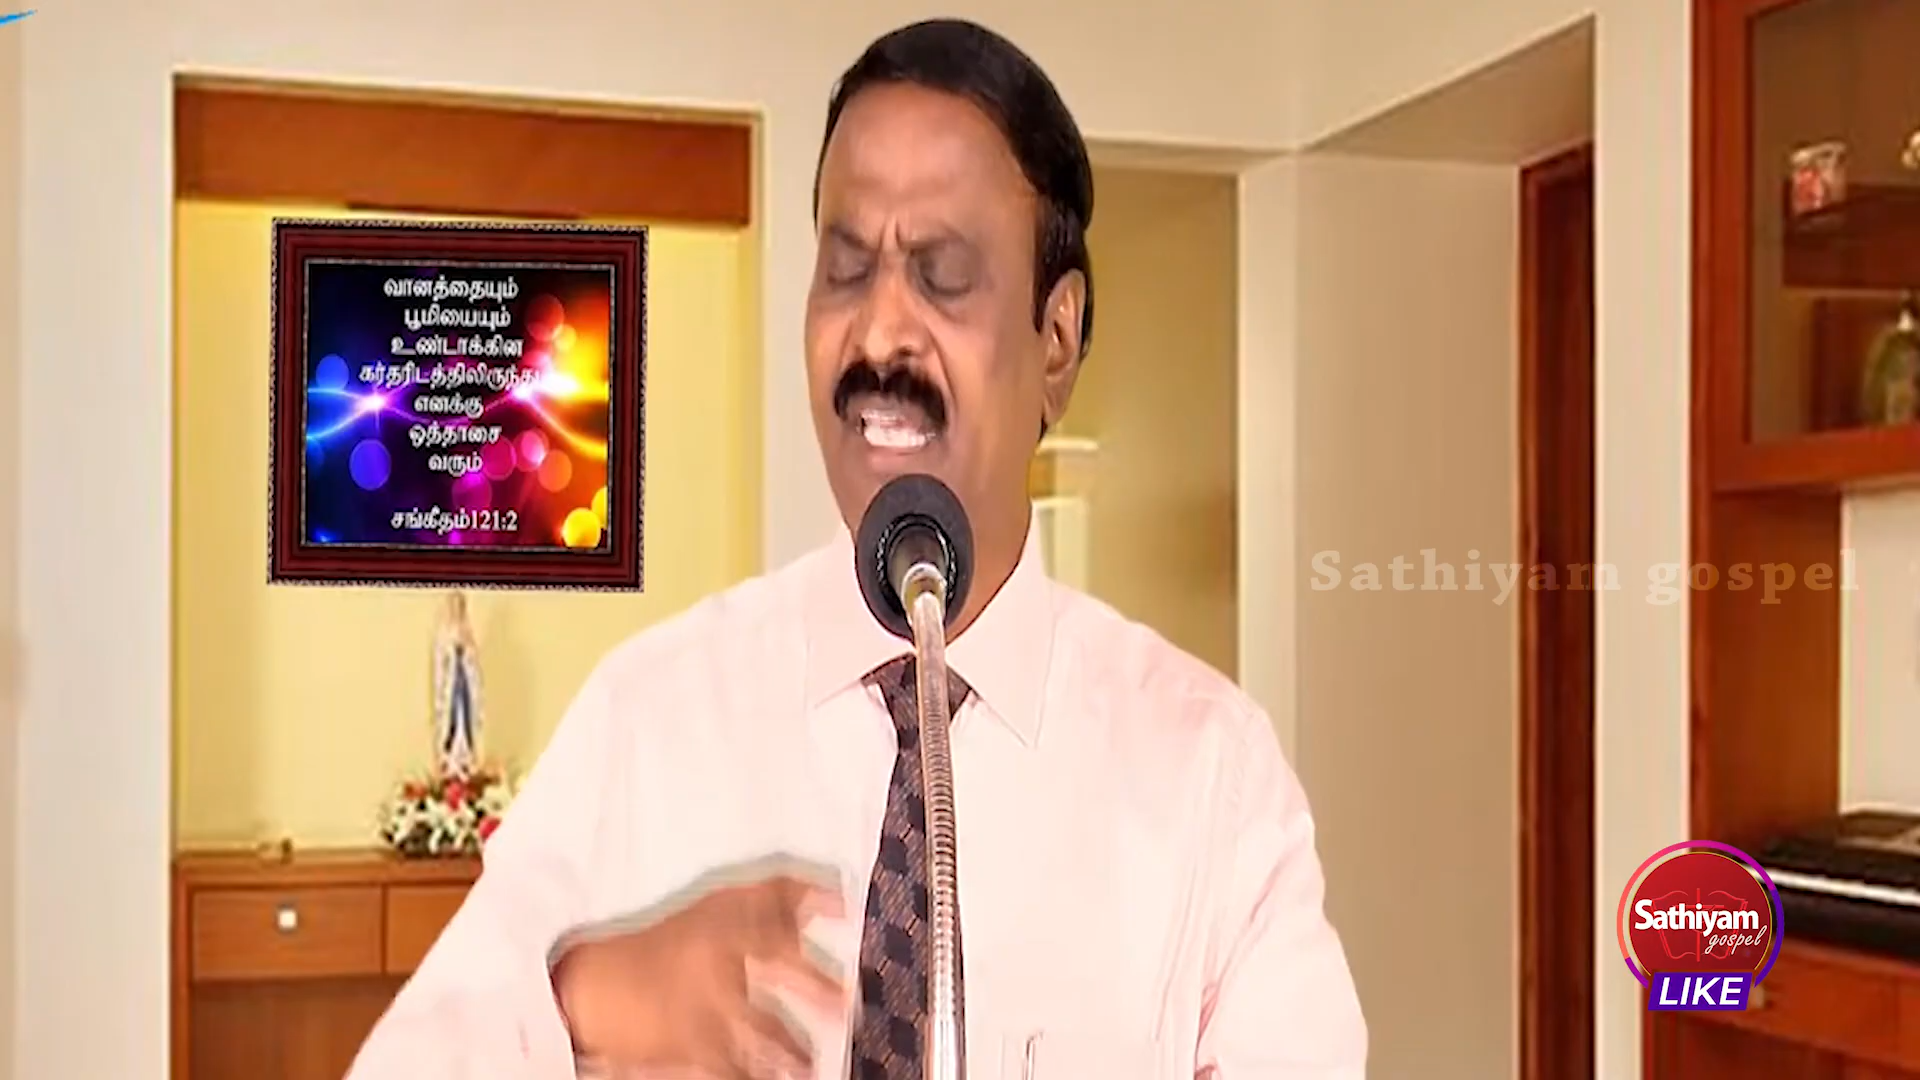 வானத்தையும்
பூமியையும்
உண்டாக்கின
கர்தரிடத்திலிருந்து
எனக்கு
ஒத்தாசை
வரும்
சங்கீதம்121:2
Sathiyam gospel
Sathiyam
gospel
LIKE